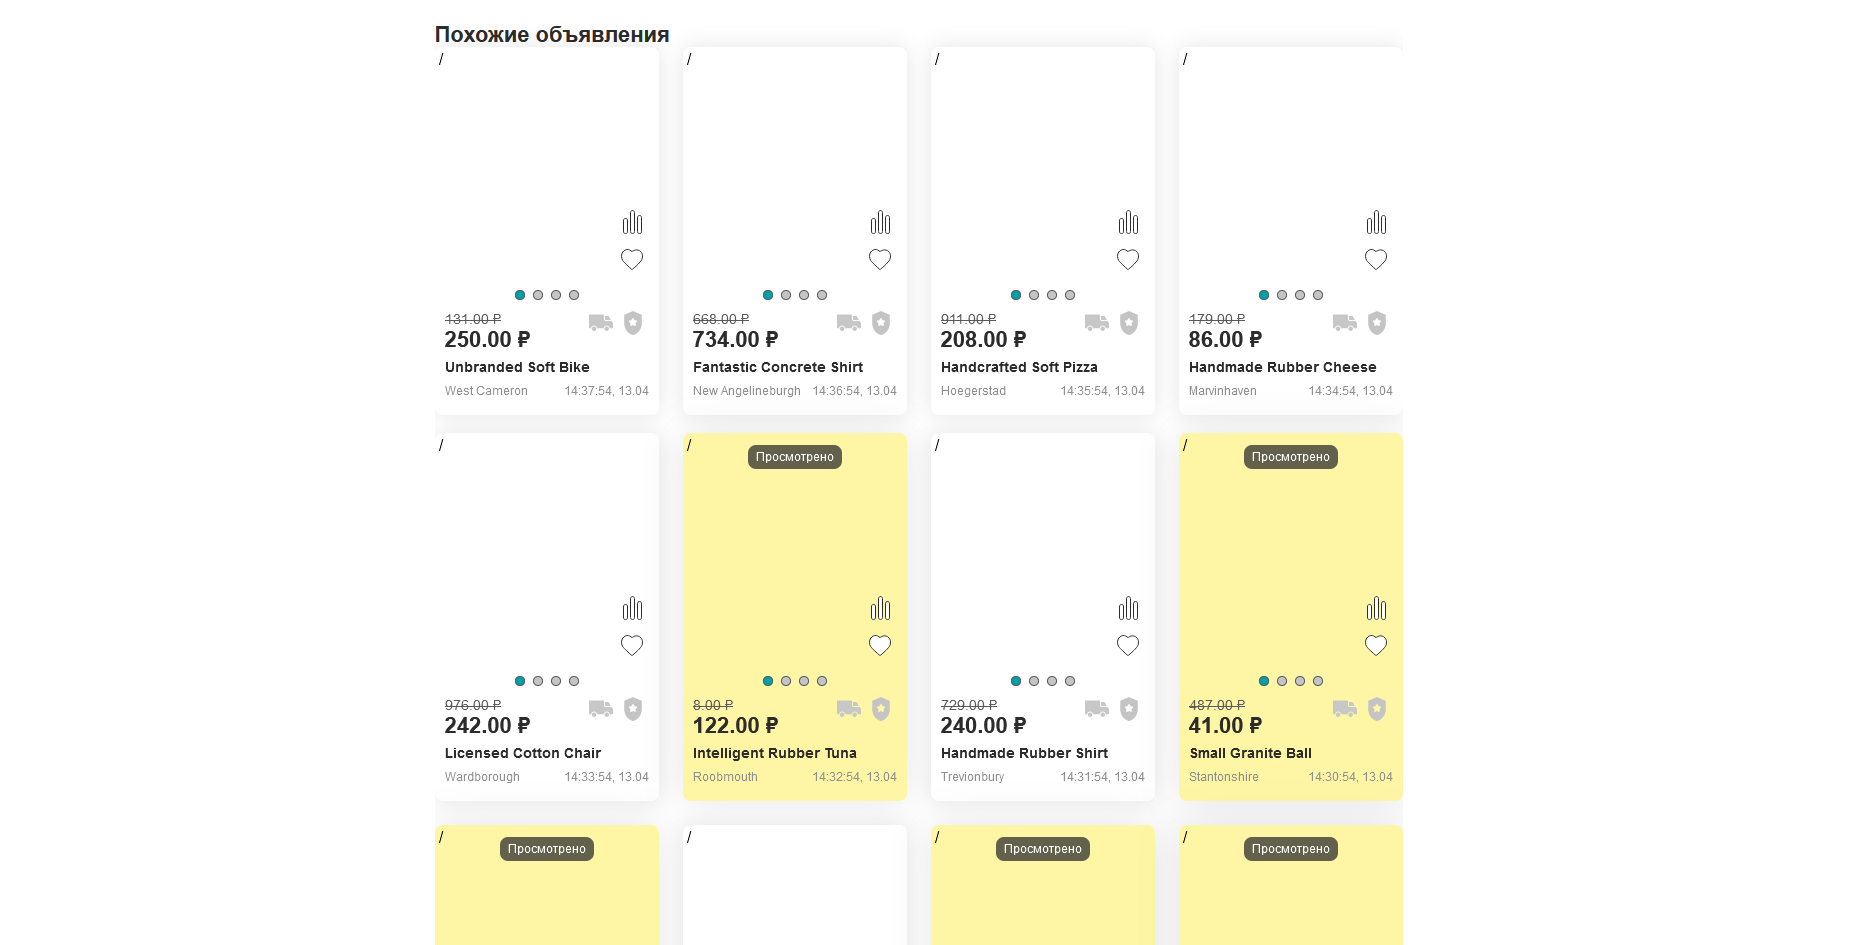 Похожие объявления
/ / / /
131.00 ₽ 668.00 ₽ 911.00 ₽ 179.00 ₽
250.00 ₽ 734.00 ₽ 208.00 ₽ 86.00 ₽
Unbranded Soft Bike Fantastic Concrete Shirt Handcrafted Soft Pizza Handmade Rubber Cheese
West Cameron 14:37:54, 13.04 New Angelineburgh 14:36:54, 13.04 Hoegerstad 14:35:54, 13.04 Marvinhaven 14:34:54, 13.04
/ / / /
Просмотрено Просмотрено
976.00 ₽ 8.00 ₽ 729.00 ₽ 487.00 ₽
242.00 ₽ 122.00 ₽ 240.00 ₽ 41.00 ₽
Licensed Cotton Chair Intelligent Rubber Tuna Handmade Rubber Shirt Small Granite Ball
Wardborough 14:33:54, 13.04 Roobmouth 14:32:54, 13.04 Trevionbury 14:31:54, 13.04 Stantonshire 14:30:54, 13.04
/ / / /
Просмотрено Просмотрено Просмотрено